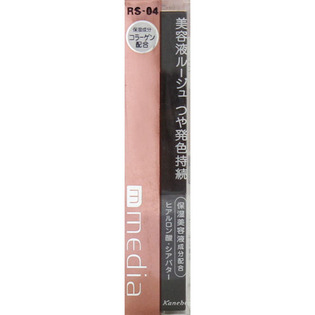 RS-04
保湿成分
コラーゲン
配合
美容液ルージュ つや発色持続
保湿美容液成分配合
ヒアルロン酸・シアバター
m media
Kanebo